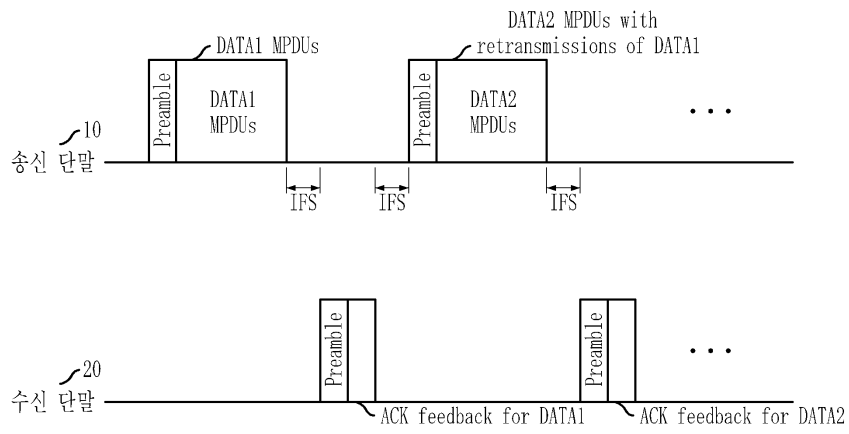 DATA1 MPDUs
DATA2 MPDUs with
retransmissions of DATA1
Preamble
DATA1
MPDUs
Preamble
DATA2
MPDUs
...
10
송신 단말
IFS
IFS
IFS
Preamble
Preamble
...
20
수신 단말
ACK feedback for DATA1
ACK feedback for DATA2